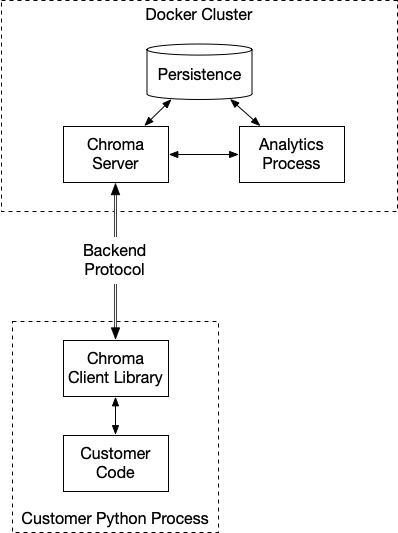 Docker Cluster
Persistence
Chroma
Server
Analytics
Process
Backend
Protocol
Chroma
Client Library
Customer
Code
Customer Python Process